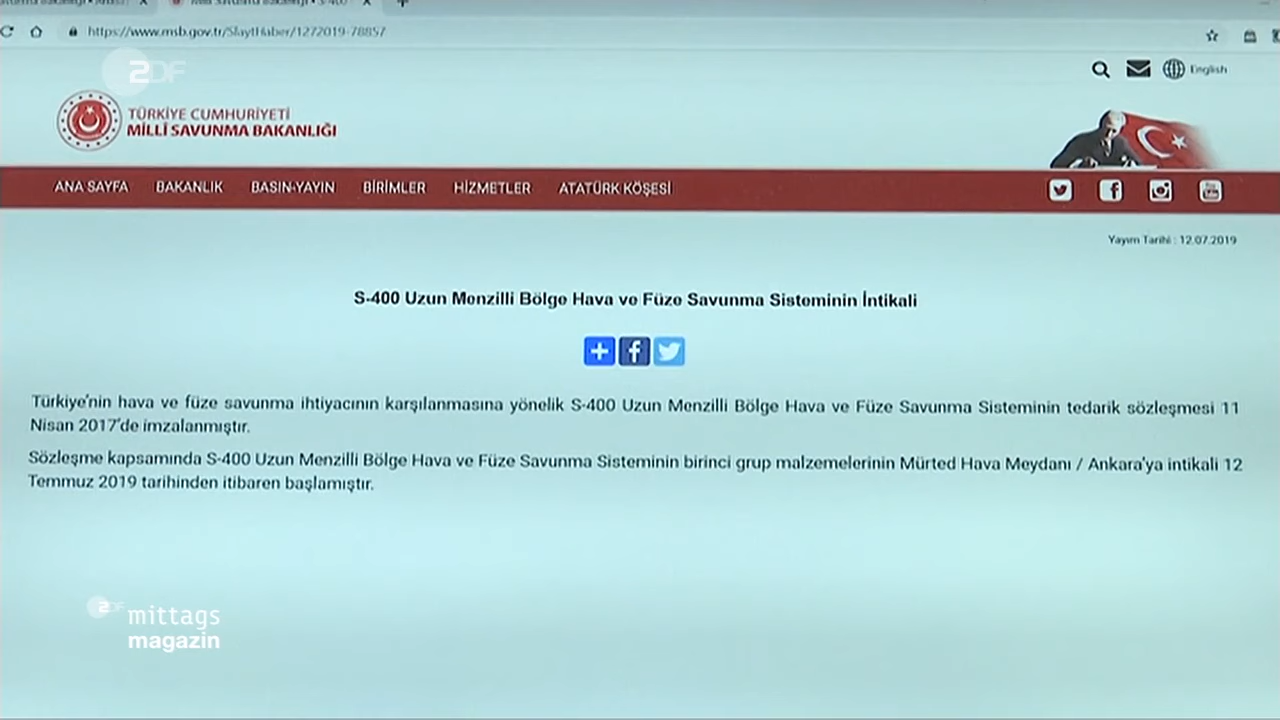 https://www.msb.gov.tr/SlaytHaber/1272019-78857
ZDF
English
TÜRKİYE CUMHURİYETİ
MİLLİ SAVUNMA BAKANLIĞI
ANA SAYFA BAKANLIK BASIN-YAYIN BİRİMLER HİZMETLER ATATÜRK KÖŞESİ
Yayım Tarihi : 12.07.2019
S-400 Uzun Menzilli Bölge Hava ve Füze Savunma Sisteminin İntikali
Türkiye'nin hava ve füze savunma ihtiyacının karşılanmasına yönelik S-400 Uzun Menzilli Bölge Hava ve Füze Savunma Sisteminin tedarik sözleşmesi 11
Nisan 2017'de imzalanmıştır.
Sözleşme kapsamında S-400 Uzun Menzilli Bölge Hava ve Füze Savunma Sisteminin birinci grup malzemelerinin Mürted Hava Meydanı / Ankara'ya intikali 12
Temmuz 2019 tarihinden itibaren başlamıştır.
ZDF
mittags
magazin